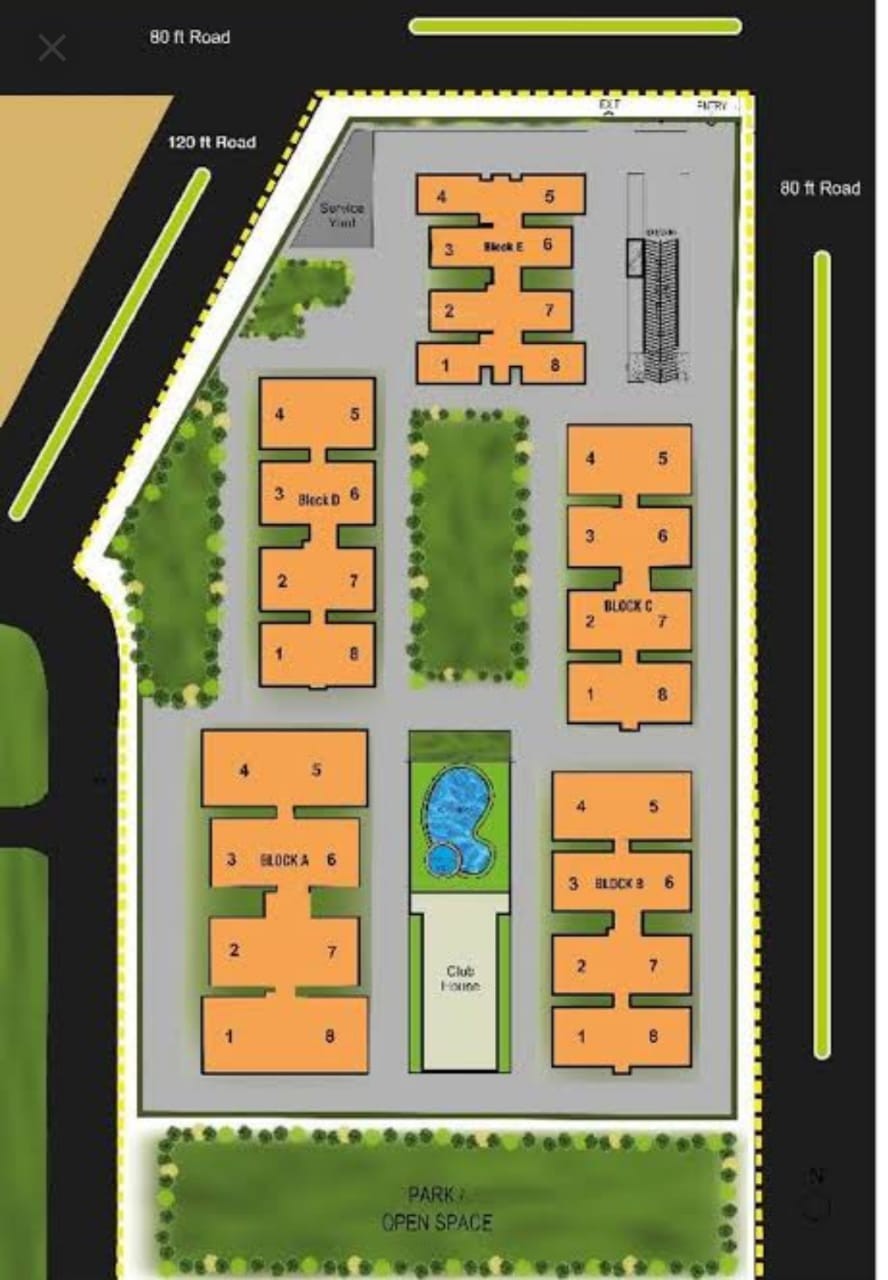 80 ft Road
EXIT
ENTRY
120 ft Road
80 ft Road
Service
Yard
4 5
3 Block E 6
2 7
1 8
4 5
3 Block D 6
2 7
1 8
4 5
3 6
BLOCK C
2 7
1 8
4 5
3 BLOCK A 6
2 7
1 8
4 5
3 BLOCK B 6
2 7
1 8
Club
House
N
PARK /
OPEN SPACE